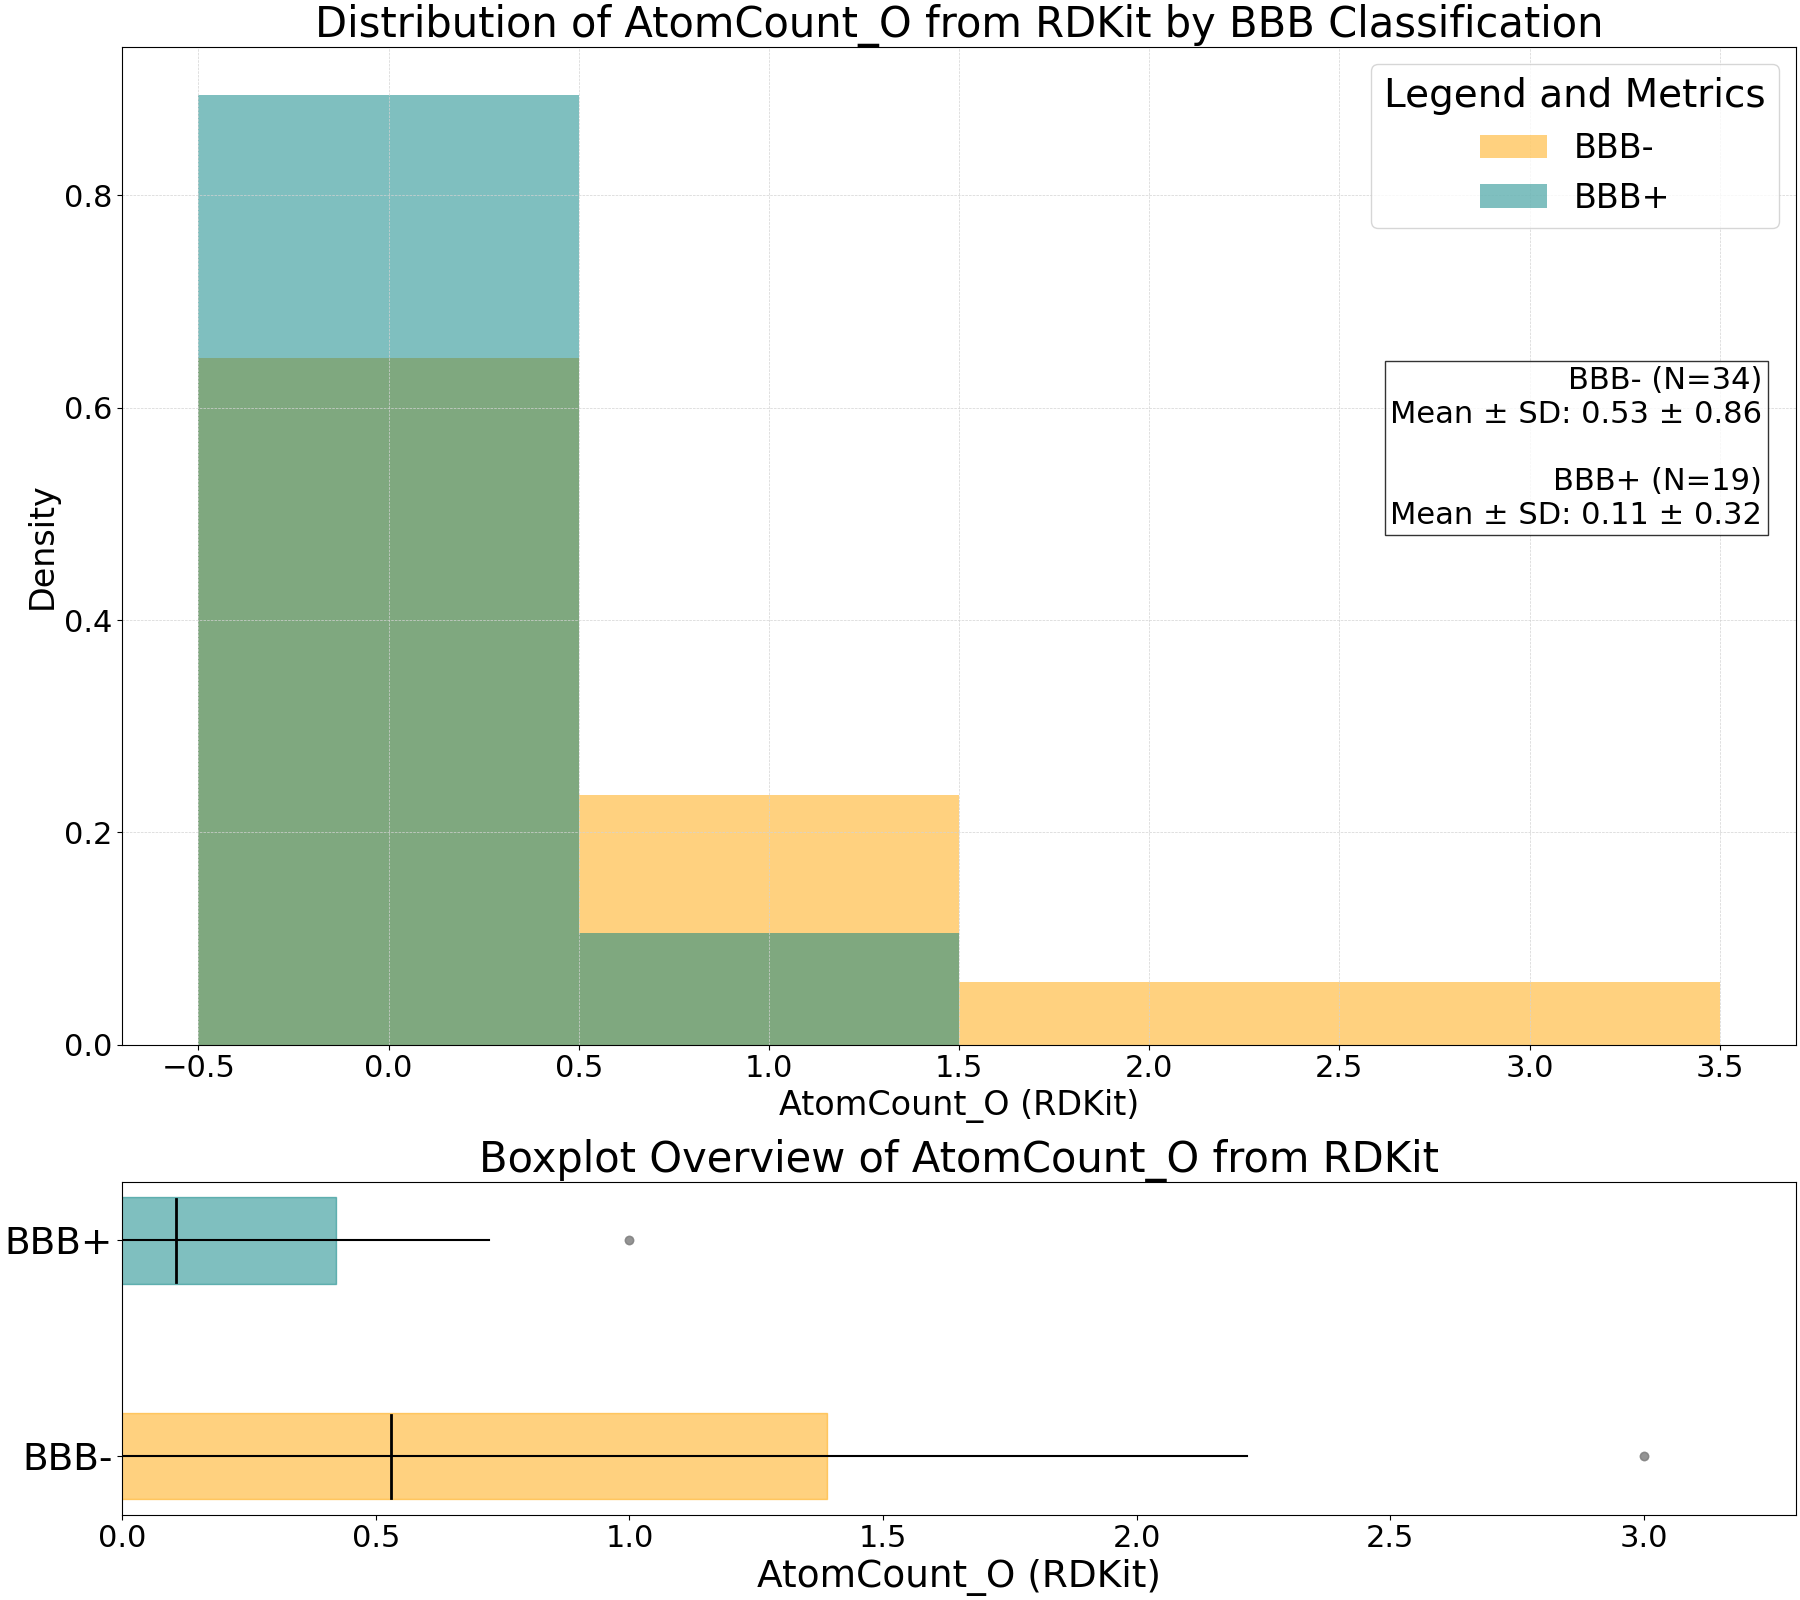 Distribution of AtomCount_O from RDKit by BBB Classification
Legend and Metrics
BBB-
BBB+
BBB- (N=34)
Mean ± SD: 0.53 ± 0.86
BBB+ (N=19)
Mean ± SD: 0.11 ± 0.32
Density
0.8
0.6
0.4
0.2
0.0
−0.5 0.0 0.5 1.0 1.5 2.0 2.5 3.0 3.5
AtomCount_O (RDKit)
Boxplot Overview of AtomCount_O from RDKit
BBB+
BBB-
0.0 0.5 1.0 1.5 2.0 2.5 3.0
AtomCount_O (RDKit)